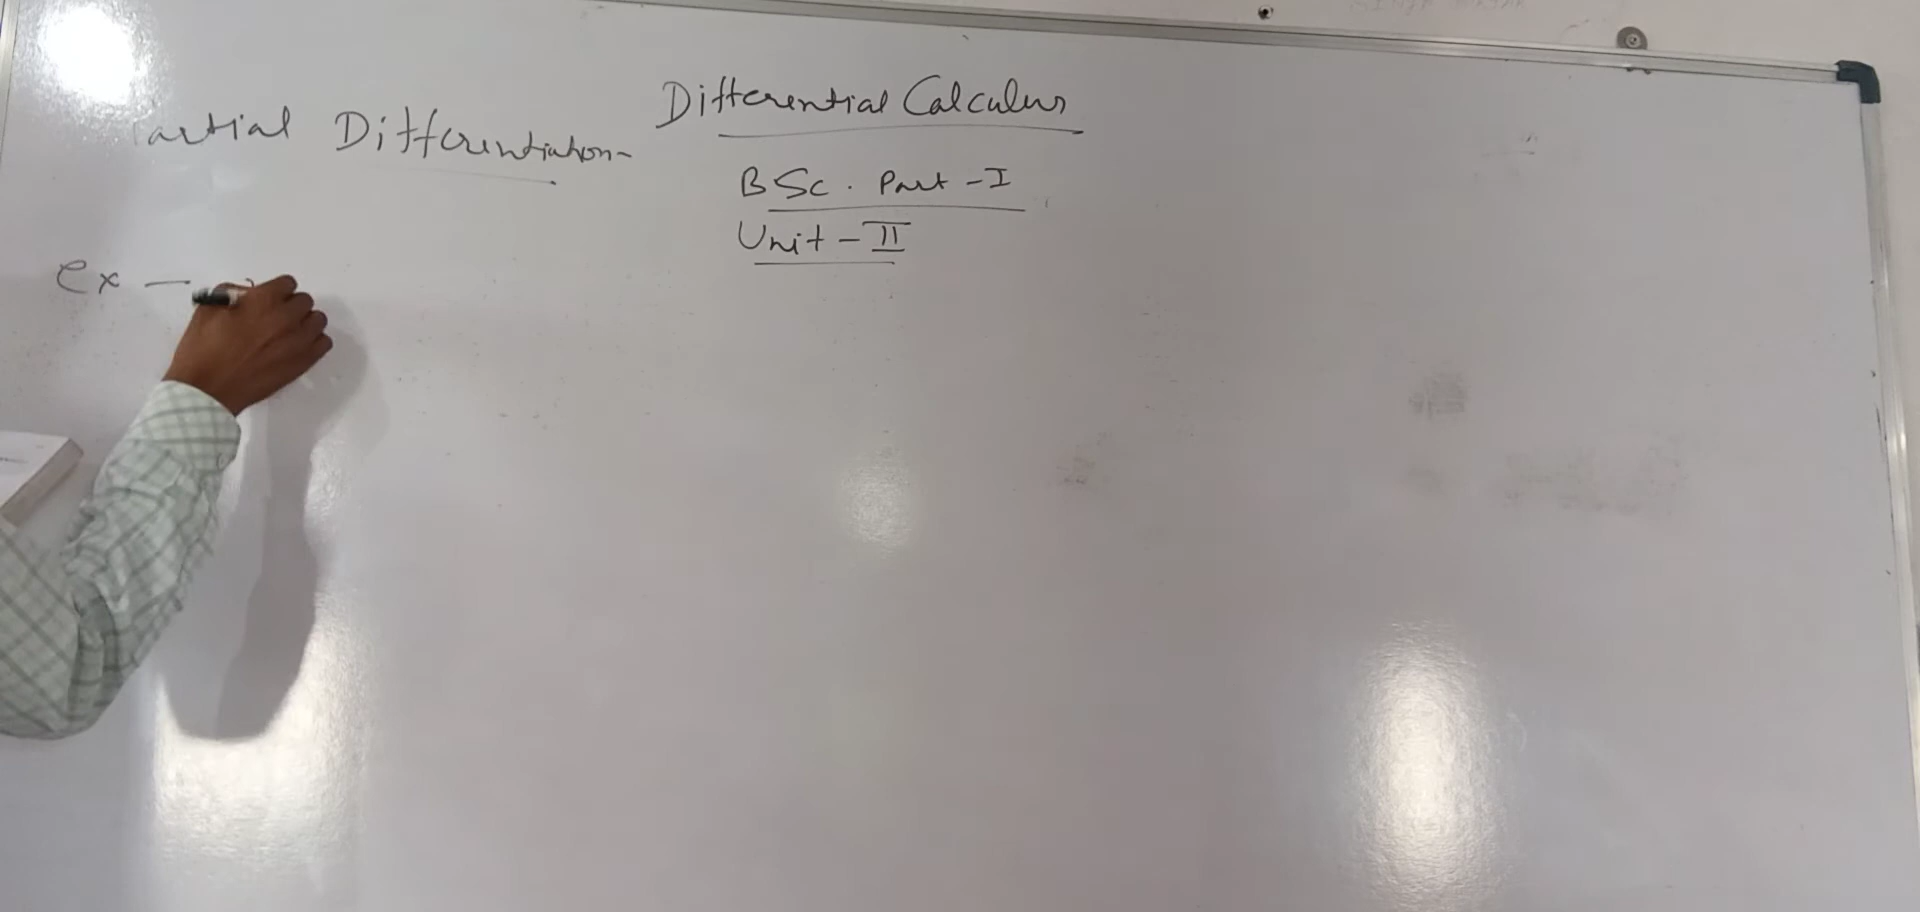 Differential Calculus
Partial Differentiation-
BSc. Part-I
Unit-II
ex -